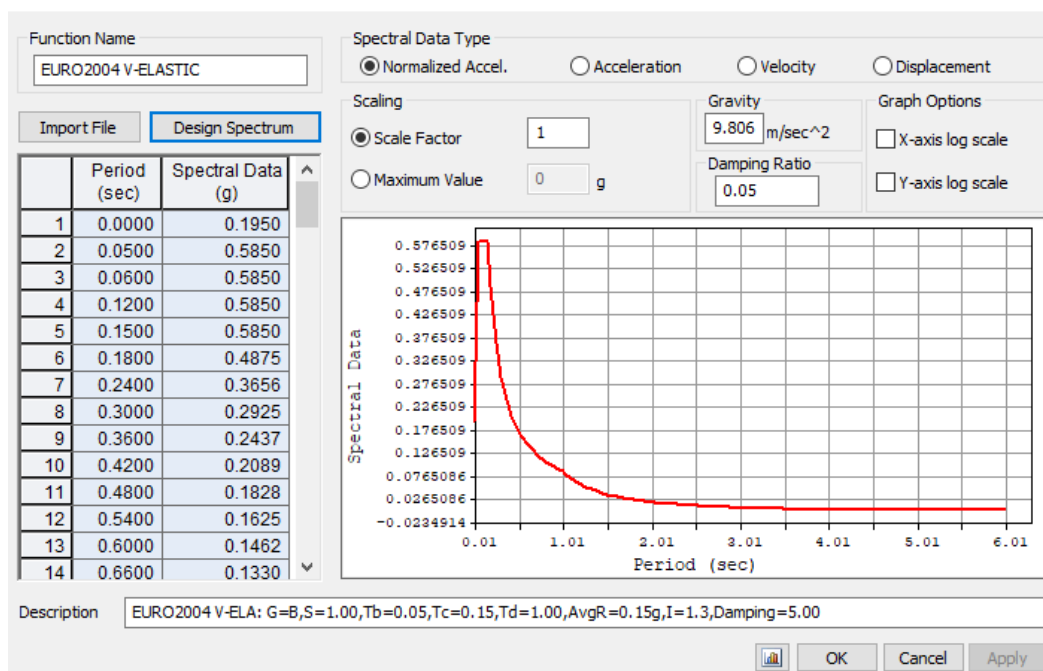 Function Name
EURO2004 V-ELASTIC
Import File
Design Spectrum
Spectral Data Type
Normalized Accel.
Acceleration
Velocity
Displacement
Scaling
Scale Factor
1
Maximum Value
0
g
Gravity
9.806
m/sec^2
Damping Ratio
0.05
Graph Options
X-axis log scale
Y-axis log scale
Period Spectral Data
(sec) (g)
1 0.0000 0.1950
2 0.0500 0.5850
3 0.0600 0.5850
4 0.1200 0.5850
5 0.1500 0.5850
6 0.1800 0.4875
7 0.2400 0.3656
8 0.3000 0.2925
9 0.3600 0.2437
10 0.4200 0.2089
11 0.4800 0.1828
12 0.5400 0.1625
13 0.6000 0.1462
14 0.6600 0.1330
Spectral Data
0.576509
0.526509
0.476509
0.426509
0.376509
0.326509
0.276509
0.226509
0.176509
0.126509
0.0765086
0.0265086
-0.0234914
0.01 1.01 2.01 3.01 4.01 5.01 6.01
Period (sec)
Description
EURO2004 V-ELA: G=B,S=1.00,Tb=0.05,Tc=0.15,Td=1.00,AvgR=0.15g,I=1.3,Damping=5.00
OK
Cancel
Apply